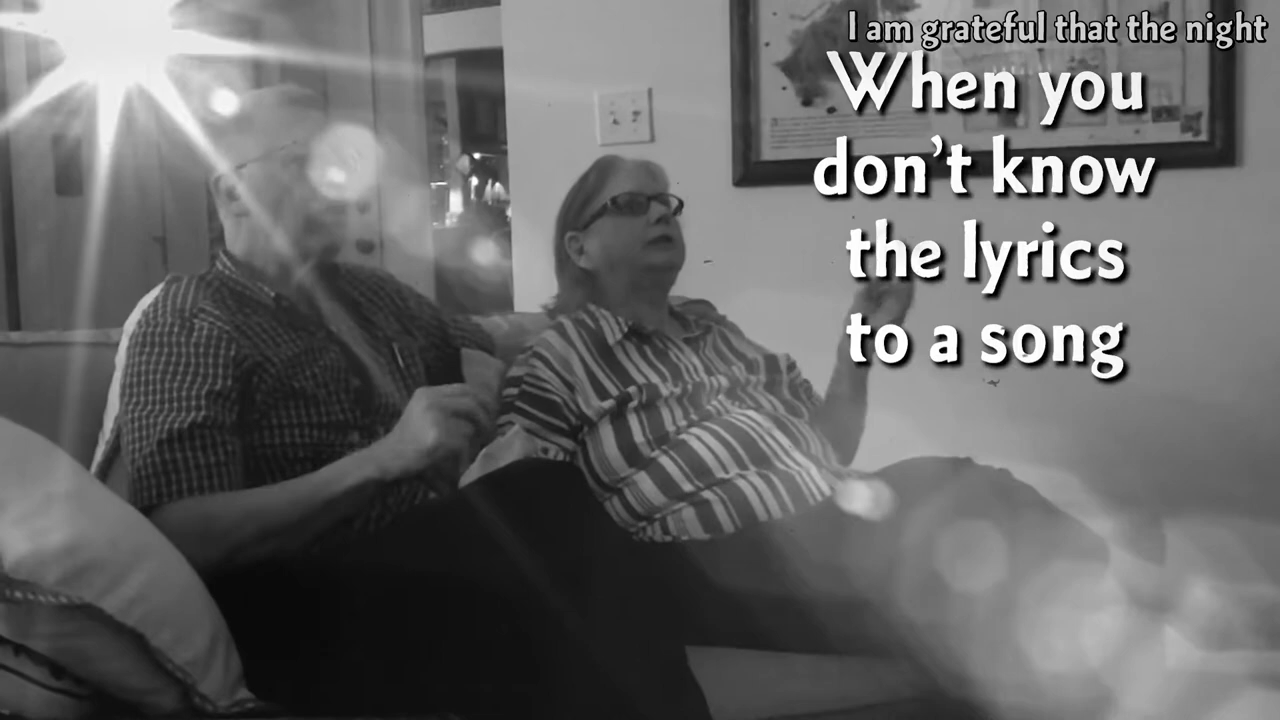 I am grateful that the night
When you
don't know
the lyrics
to a song